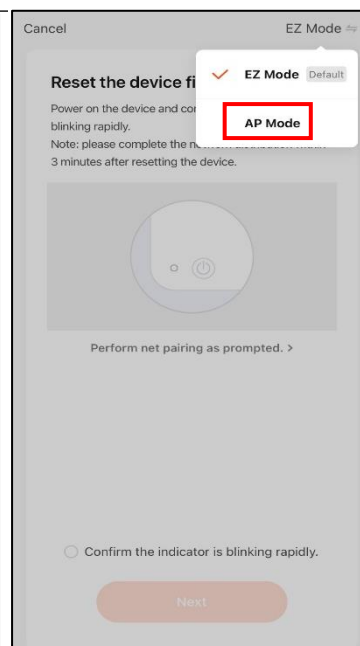 Cancel
EZ Mode
EZ Mode Default
AP Mode
Reset the device fi
Power on the device and con
blinking rapidly.
Note: please complete the
3 minutes after resetting the device.
Perform net pairing as prompted. >
Confirm the indicator is blinking rapidly.
Next